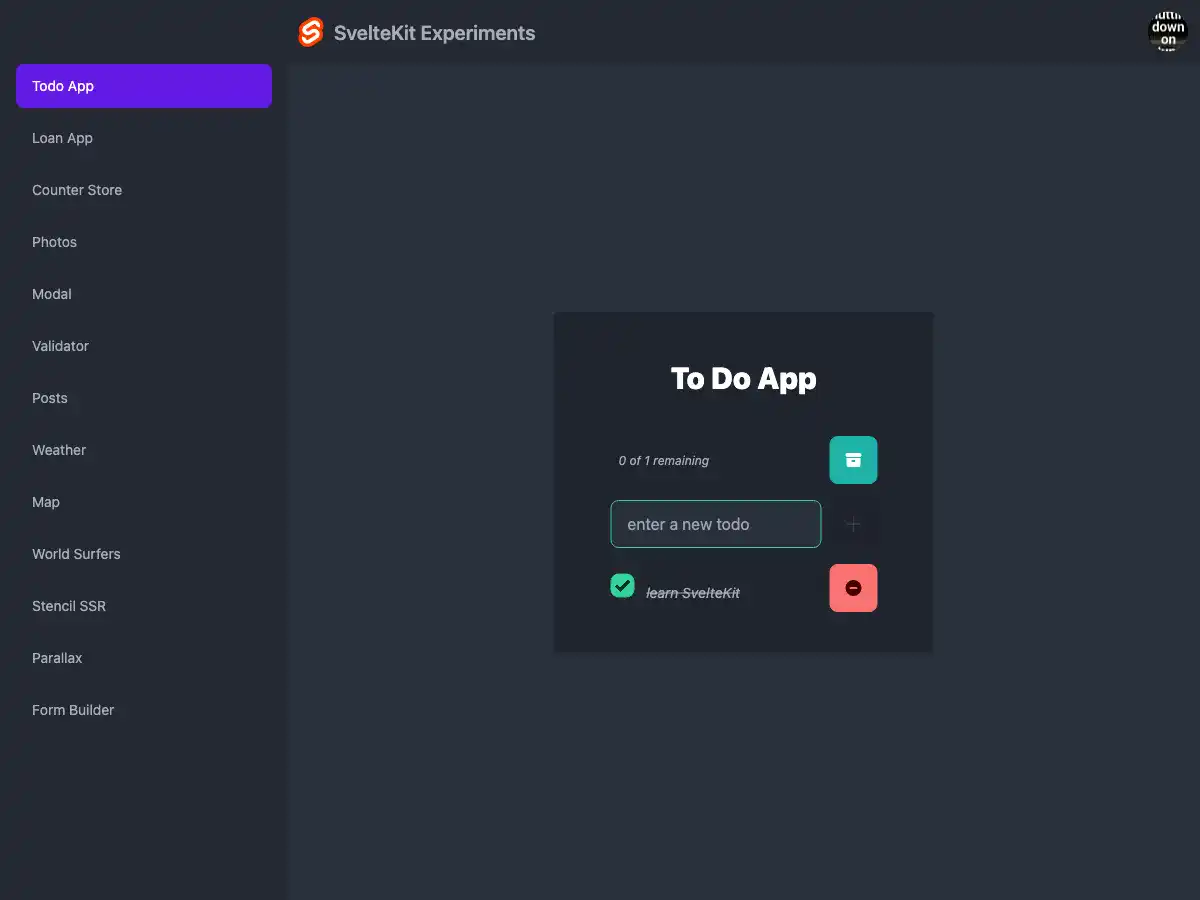 SvelteKit Experiments
down
on
Todo App
Loan App
Counter Store
Photos
Modal
Validator
Posts
Weather
Map
World Surfers
Stencil SSR
Parallax
Form Builder
To Do App
0 of 1 remaining
enter a new todo
learn SvelteKit